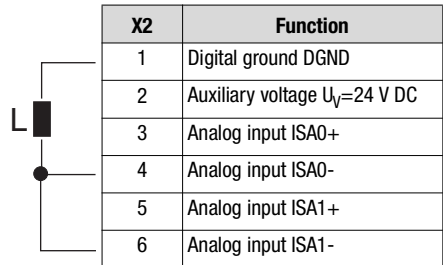 X2 Function
1 Digital ground DGND
2 Auxiliary voltage UV=24 V DC
3 Analog input ISA0+
L
4 Analog input ISA0-
5 Analog input ISA1+
6 Analog input ISA1-